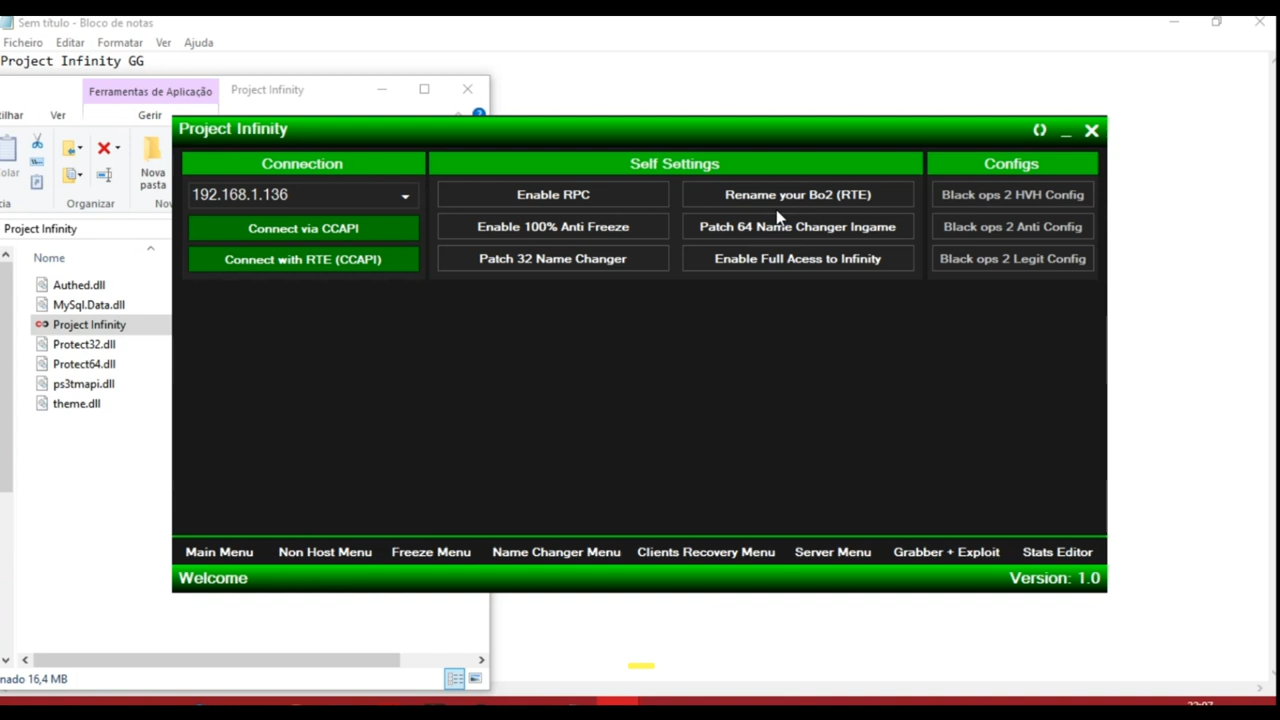 Sem título - Bloco de notas
Ficheiro Editar Formatar Ver Ajuda
Project Infinity GG
Ferramentas de Aplicação Project Infinity
Ver Gerir
Nova
pasta
Organizar
Project Infinity
Nome
Authed.dll
MySql.Data.dll
Project Infinity
Protect32.dll
Protect64.dll
ps3tmapi.dll
theme.dll
16,4 MB
Project Infinity
Connection Self Settings Configs
192.168.1.136 Enable RPC Rename your Bo2 (RTE) Black ops 2 HVH Config
Connect via CCAPI Enable 100% Anti Freeze Patch 64 Name Changer Ingame Black ops 2 Anti Config
Connect with RTE (CCAPI) Patch 32 Name Changer Enable Full Acess to Infinity Black ops 2 Legit Config
Main Menu Non Host Menu Freeze Menu Name Changer Menu Clients Recovery Menu Server Menu Grabber + Exploit Stats Editor
Welcome Version: 1.0